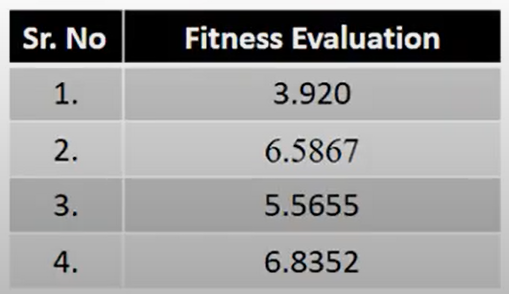 Sr. No Fitness Evaluation
1. 3.920
2. 6.5867
3. 5.5655
4. 6.8352